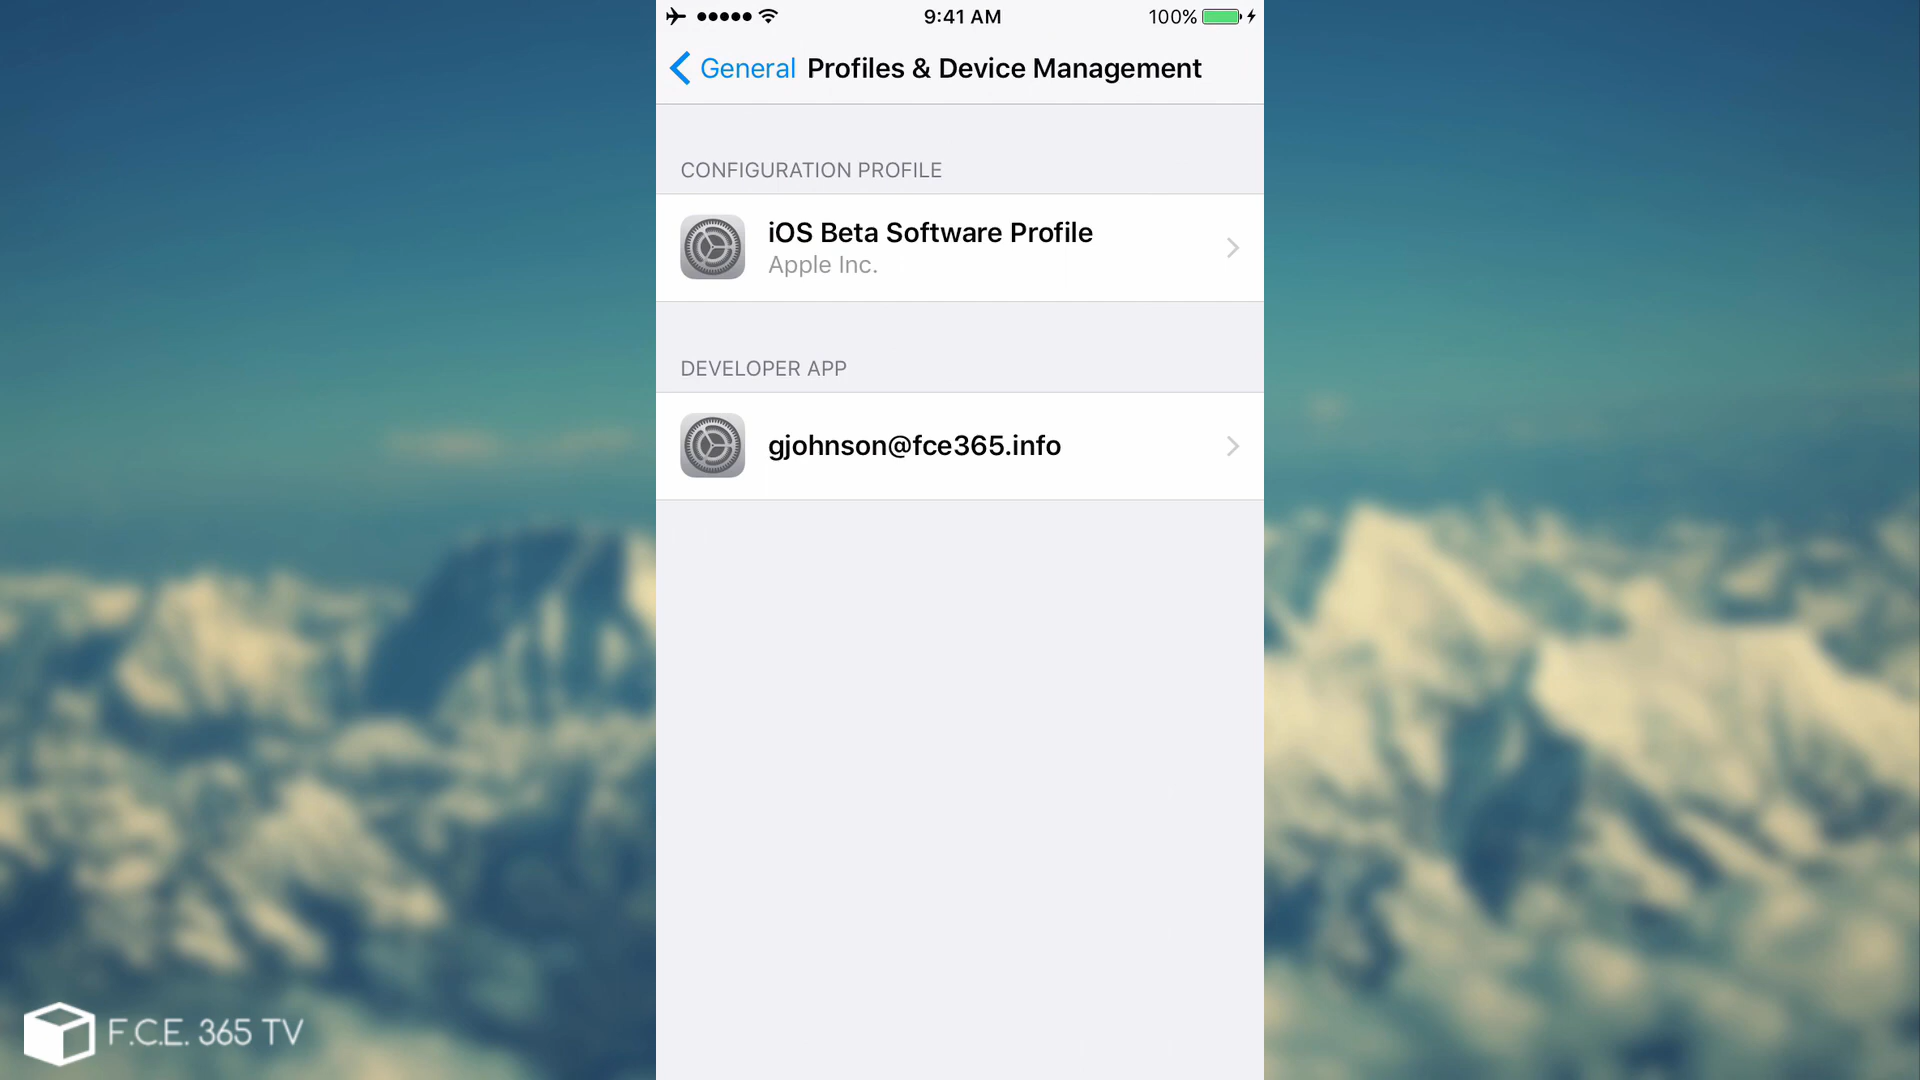 9:41 AM
100%
General
Profiles & Device Management
CONFIGURATION PROFILE
iOS Beta Software Profile
Apple Inc.
DEVELOPER APP
gjohnson@fce365.info
F.C.E. 365 TV